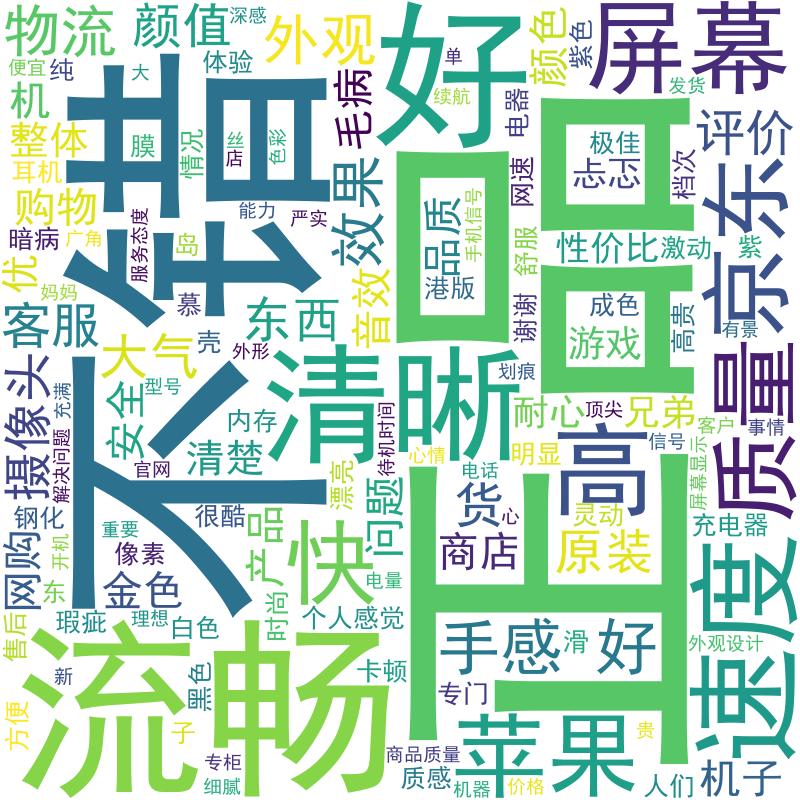 物流
颜值
深感
外观
好
单
颜色
紫色
屏幕
便宜
纯
大
体验
毛病
续航
电器
发货
机
不错
正品
整体
膜
情况
丝
店
色彩
耳机
购物
效果
品质
手机信号
网速
极佳
忐忑
档次
评价
京东
能力
严实
服务态度
暗病
广角
优
妈妈
慕
音效
港版
舒服
谢谢
性价比
激动
紫
成色
高贵
有景
客服
大气
壳
外形
东西
游戏
清晰
划痕
质量
摄像头
型号
充满
安全
内存
待机时间
耐心
顶尖
兄弟
客户
事情
解决问题
官网
清楚
漂亮
心情
电话
明显
高
信号
屏幕显示
钢化
网购
重要
很酷
产品
问题
货
心
灵动
充电器
东
开机
像素
金色
快
电量
商店
原装
速度
售后
瑕疵
理想
白色
时尚
个人感觉
手感
滑
好
外观设计
流畅
新
黑色
卡顿
专门
方便
子
专柜
细腻
商品质量
质感
苹果
机器
价格
贵
人们
机子